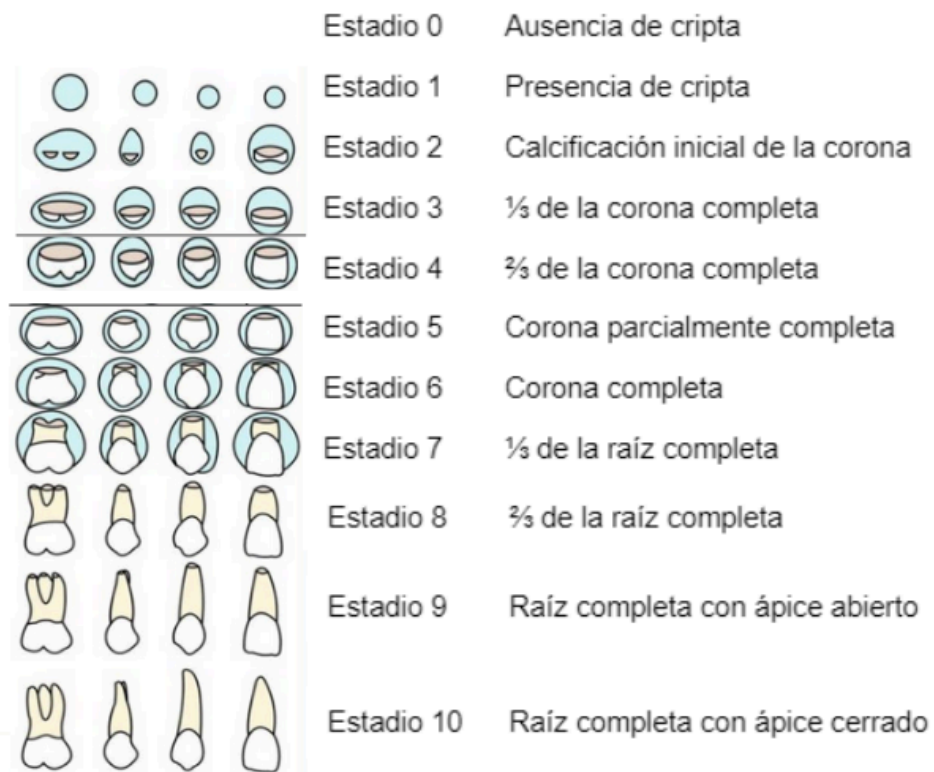 Estadio 0 Ausencia de cripta
Estadio 1 Presencia de cripta
Estadio 2 Calcificación inicial de la corona
Estadio 3 ⅓ de la corona completa
Estadio 4 ⅔ de la corona completa
Estadio 5 Corona parcialmente completa
Estadio 6 Corona completa
Estadio 7 ⅓ de la raíz completa
Estadio 8 ⅔ de la raíz completa
Estadio 9 Raíz completa con ápice abierto
Estadio 10 Raíz completa con ápice cerrado